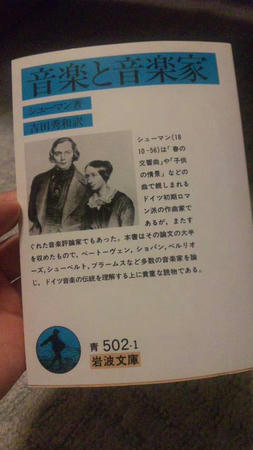 音楽と音楽家
シューマン著
吉田秀和訳
シューマン(18
10-56)は「春の
交響曲」や「子供
の情景」などの
曲で親しまれる
ドイツ初期ロマ
ン派の作曲家で
あるが、またす
ぐれた音楽評論家でもあった。本書はその論文の大半
を収めたもので、ベートーヴェン、ショパン、ベルリオ
ーズ、シューベルト、ブラームスなど多数の音楽家を論
じ、ドイツ音楽の伝統を理解する上に貴重な読物である。
青 502-1
岩波文庫